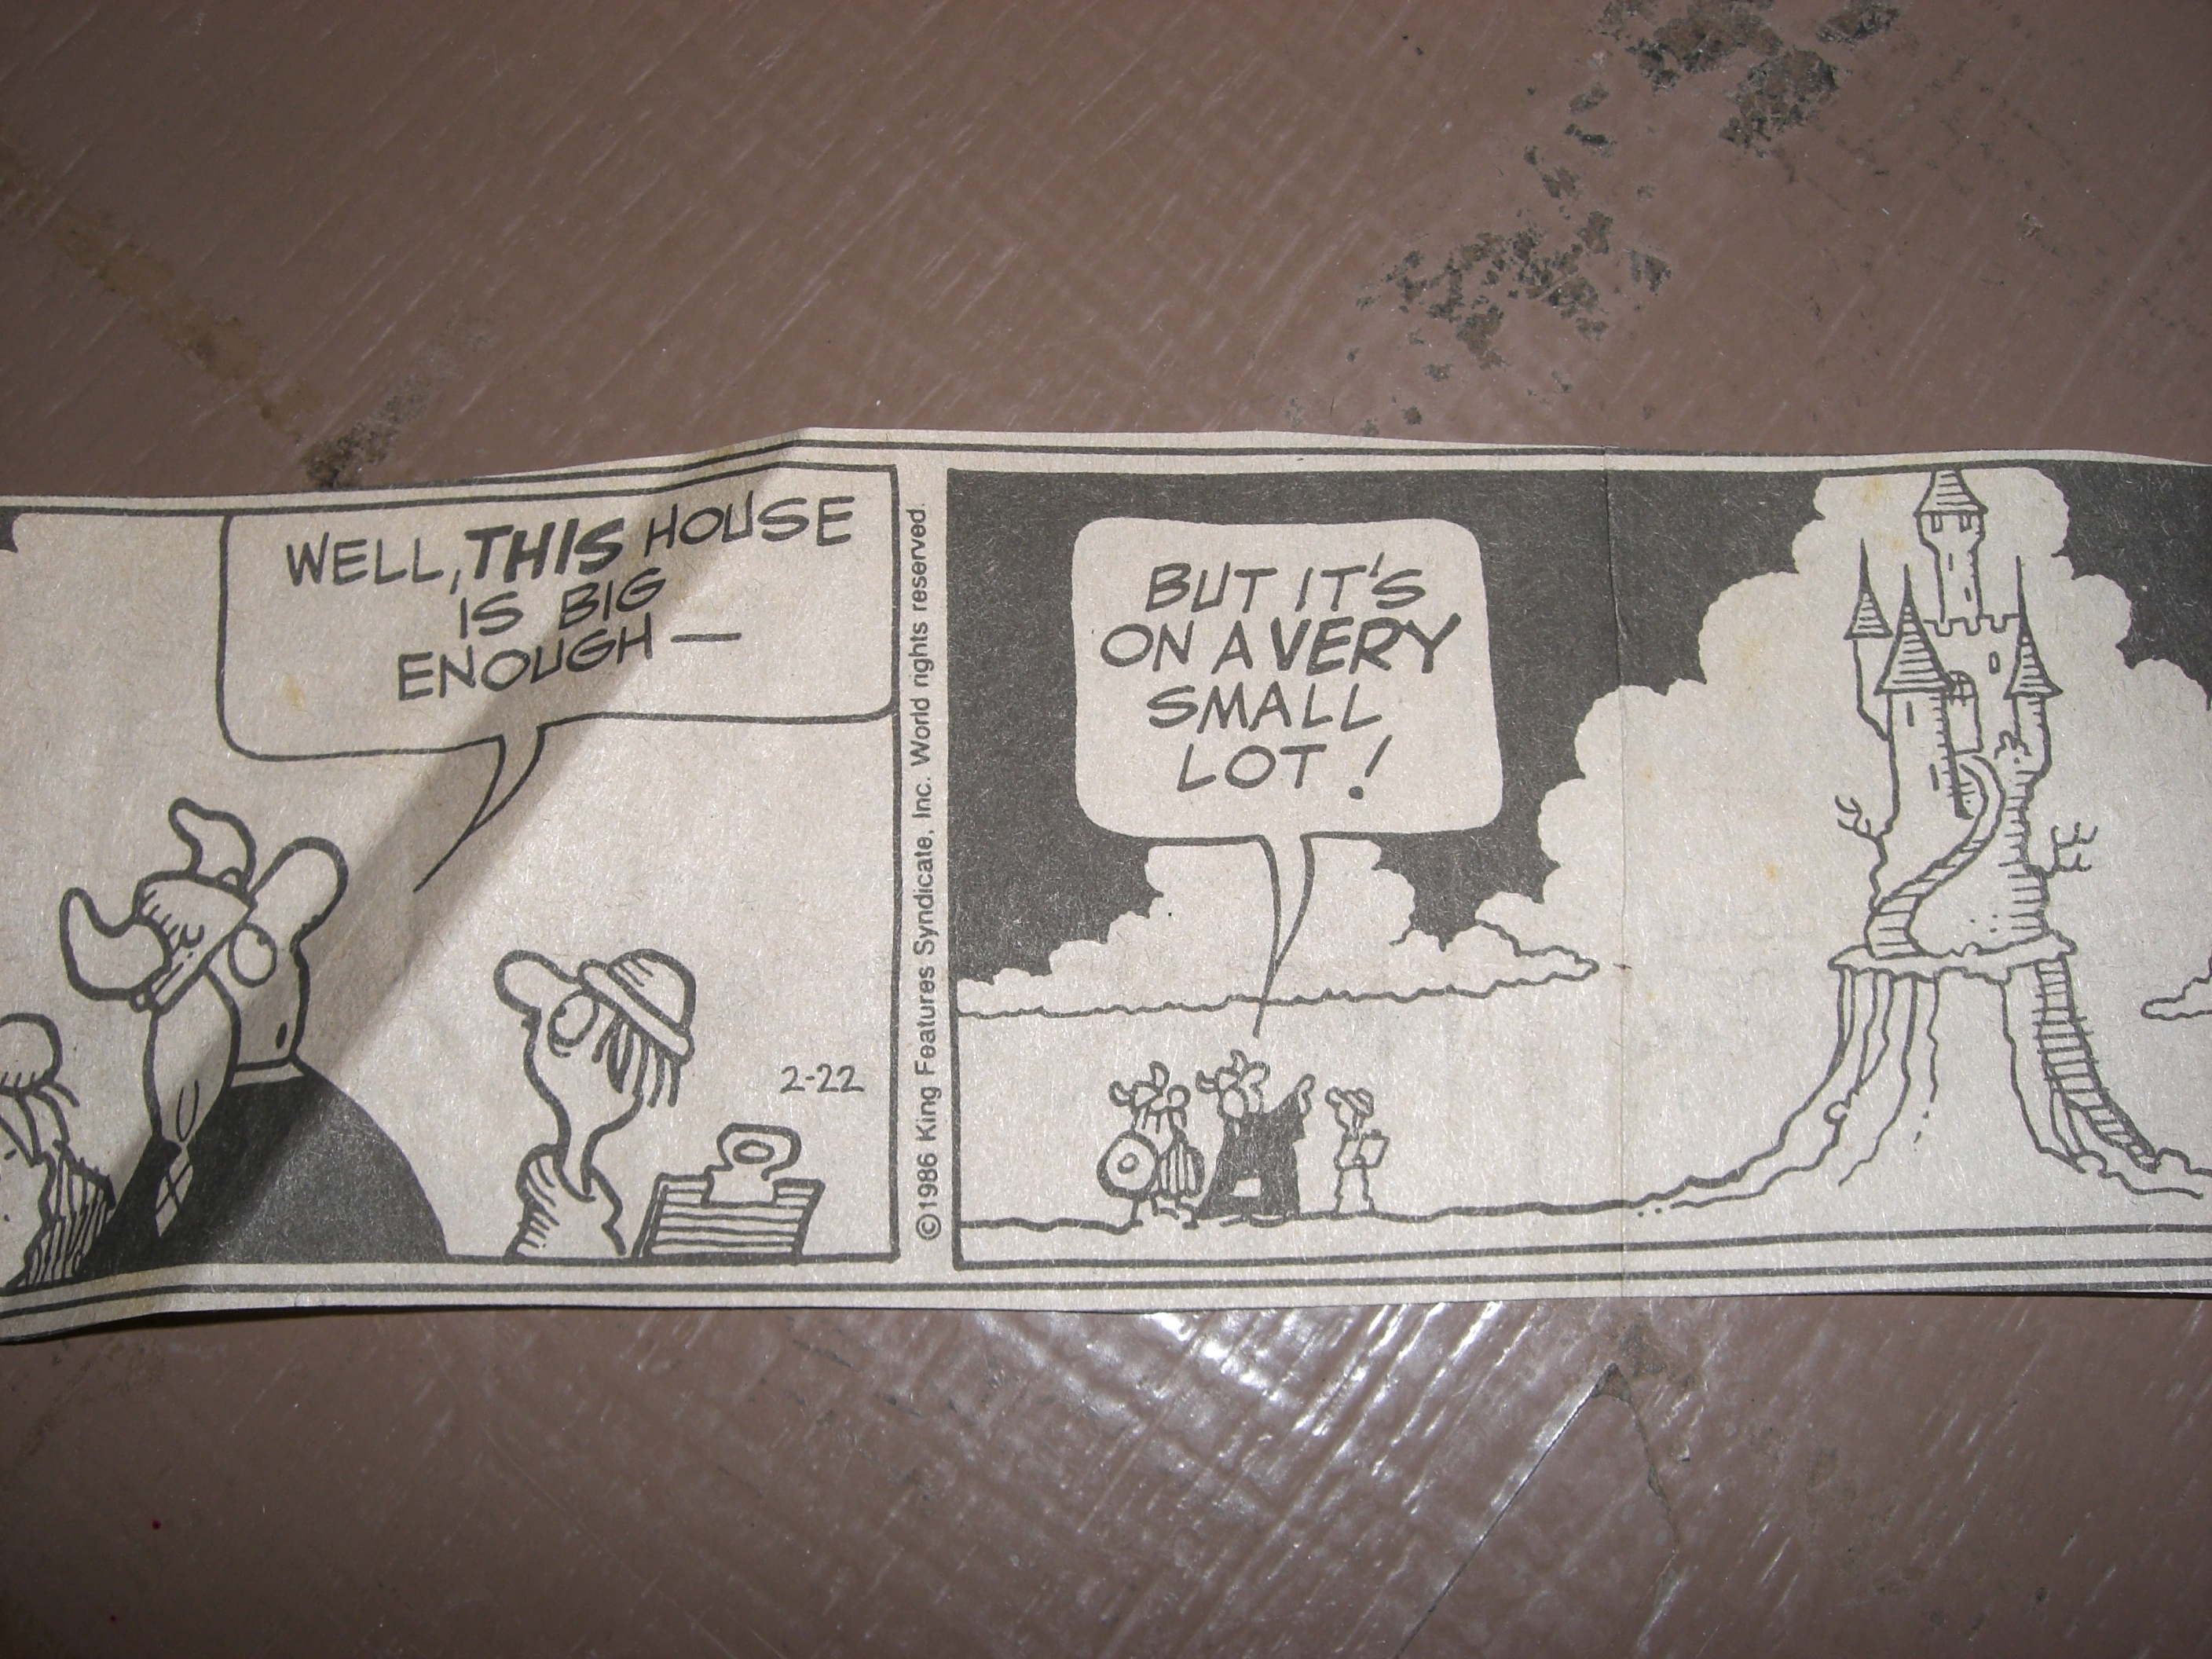 WELL, THIS HOUSE
IS BIG
ENOUGH —
2-22
©1986 King Features Syndicate, Inc. World rights reserved.
BUT IT'S
ON A VERY
SMALL
LOT!